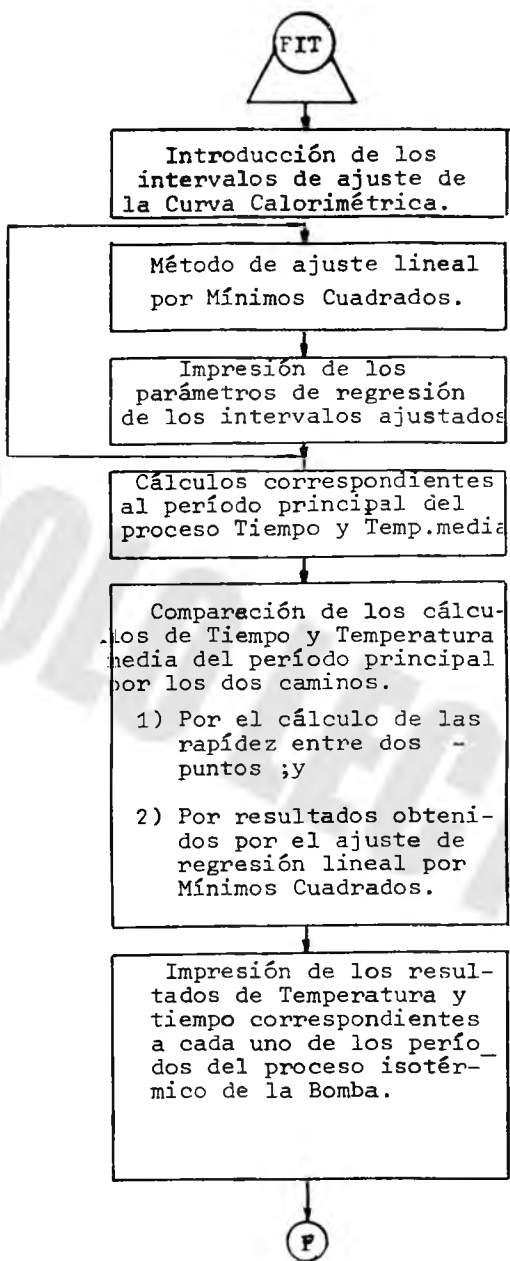 FIT
Introducción de los
intervalos de ajuste de
la Curva Calorimétrica.
Método de ajuste lineal
por Mínimos Cuadrados.
Impresión de los
parámetros de regresión
de los intervalos ajustados
Cálculos correspondientes
al período principal del
proceso Tiempo y Temp.media
Comparación de los cálcu-
los de Tiempo y Temperatura
media del período principal
por los dos caminos.
1) Por el cálculo de las
rapídez entre dos -
puntos ;y
2) Por resultados obteni-
dos por el ajuste de
regresión lineal por
Mínimos Cuadrados.
Impresión de los resul-
tados de Temperatura y
tiempo correspondientes
a cada uno de los perío_
dos del proceso isotér-
mico de la Bomba.
F